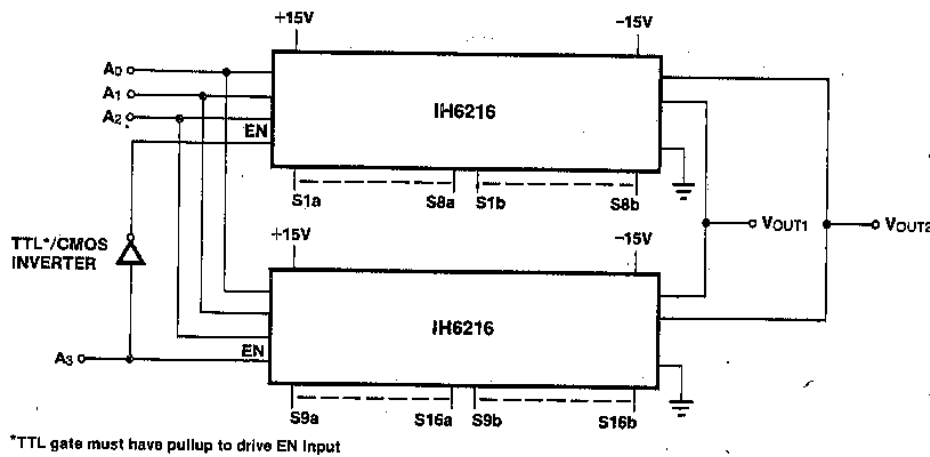 +15V
-15V
A0
A1
A2
EN
IH6216
S1a
S8a
S1b
S8b
+15V
-15V
VOUT1
VOUT2
TTL*/CMOS
INVERTER
IH6216
EN
A3
S9a
S16a
S9b
S16b
*TTL gate must have pullup to drive EN input